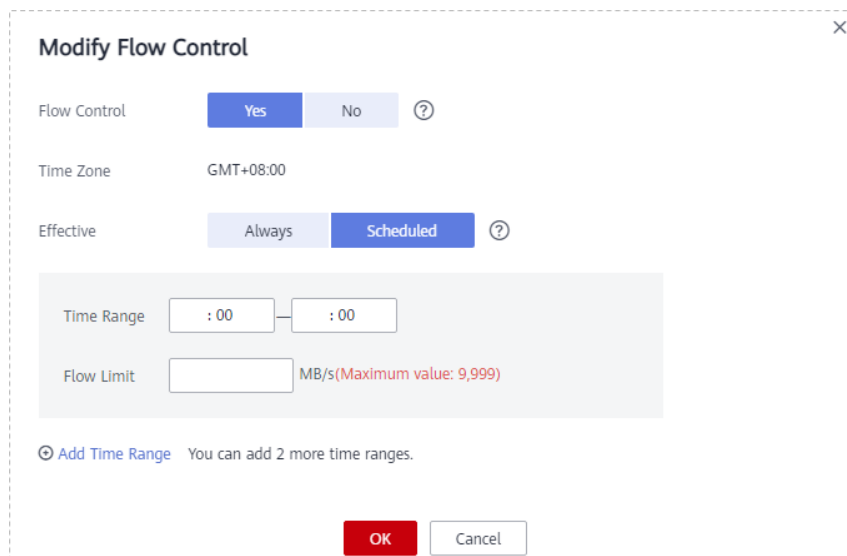 Modify Flow Control
Flow Control Yes No ?
Time Zone GMT+08:00
Effective Always Scheduled ?
Time Range : 00 — : 00
Flow Limit MB/s(Maximum value: 9,999)
Add Time Range You can add 2 more time ranges.
OK Cancel